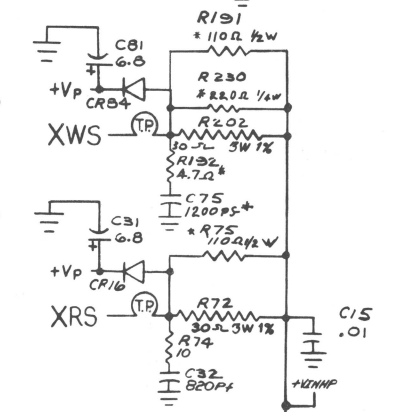 R191
* 110Ω ½W
C81
6.8
+
+Vp
CR84
R230
* 220Ω ¼W
XWS
T.P.
R202
30Ω 3W 1%
R192
4.7Ω*
C75
1200PF*
C31
6.8
+
* R75
110Ω ½W
+Vp
CR16
T.P.
XRS
R72
30Ω 3W 1%
R74
10
C32
820Pf
C15
.01